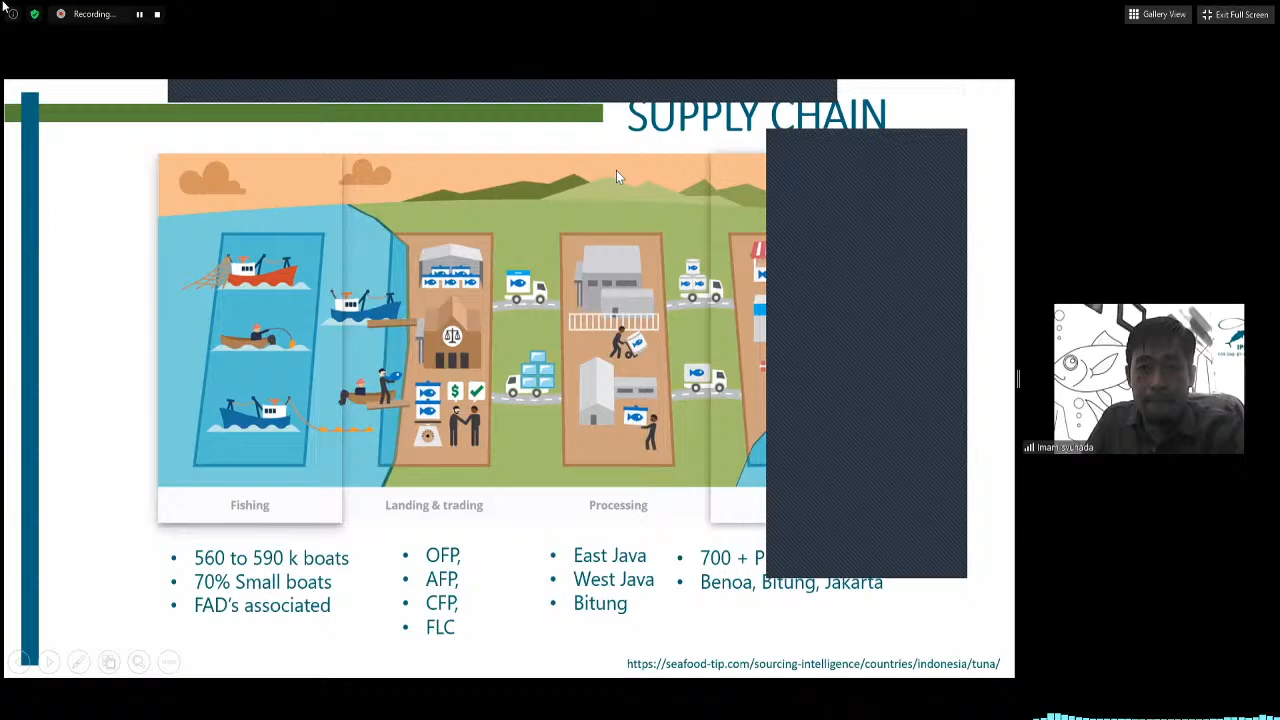 Recording...
Gallery View
Exit Full Screen
SUPPLY CHAIN
$
Fishing
Landing & trading
Processing
• 560 to 590 k boats
• 70% Small boats
• FAD's associated
• OFP,
• AFP,
• CFP,
• FLC
• East Java
• West Java
• Bitung
• 700 + P
• Benoa, Bitung, Jakarta
https://seafood-tip.com/sourcing-intelligence/countries/indonesia/tuna/
Imam syuhada